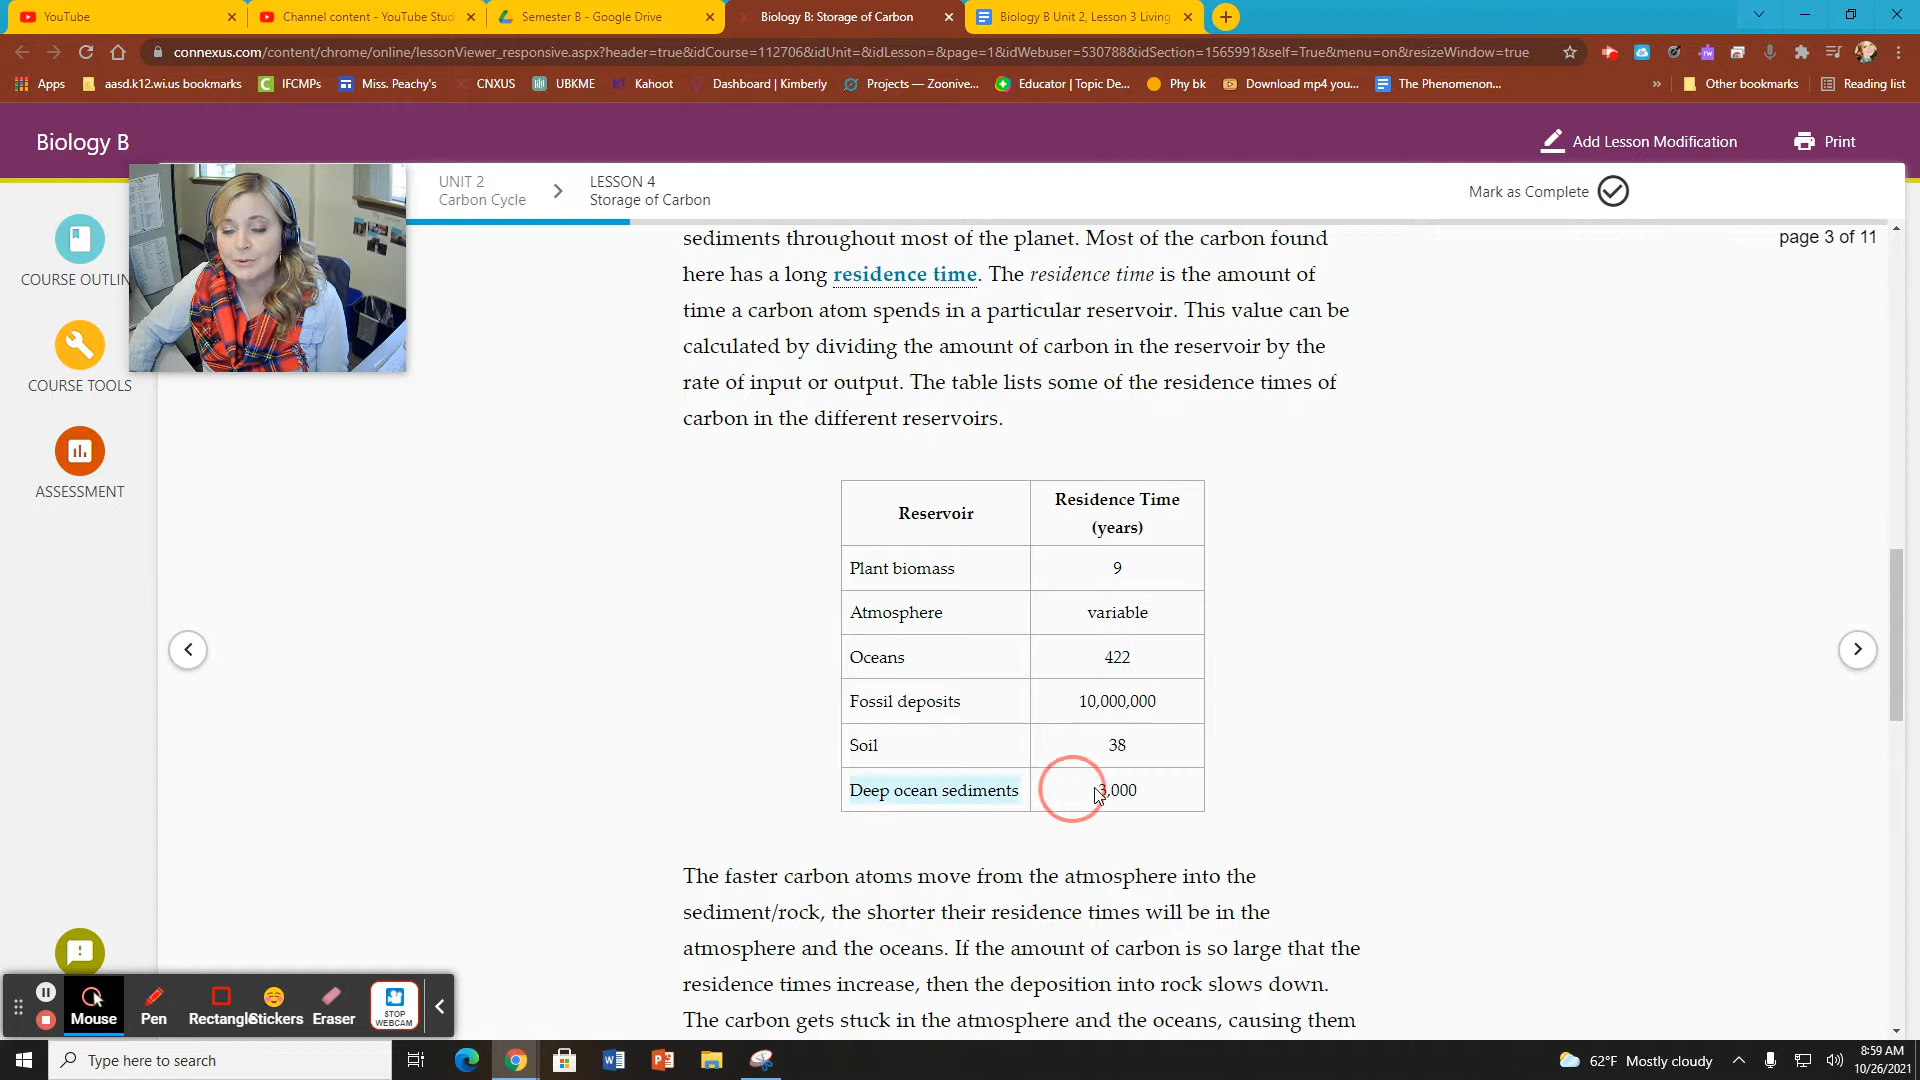 YouTube
Channel content - YouTube Stud
Semester B - Google Drive
Biology B: Storage of Carbon
Biology B Unit 2, Lesson 3 Living
connexus.com/content/chrome/online/lessonViewer_responsive.aspx?header=true&idCourse=112706&idUnit=&idLesson=&page=1&idWebuser=530788&idSection=1565991&self=True&menu=on&resizeWindow=true
Apps
aasd.k12.wi.us bookmarks
IFCMPs
Miss. Peachy's
CNXUS
UBKME
Kahoot
Dashboard | Kimberly
Projects — Zoonive...
Educator | Topic De...
Phy bk
Download mp4 you...
The Phenomenon...
»
Other bookmarks
Reading list
Biology B
Add Lesson Modification
Print
UNIT 2
Carbon Cycle
LESSON 4
Storage of Carbon
Mark as Complete
page 3 of 11
COURSE OUTLIN
COURSE TOOLS
ASSESSMENT
sediments throughout most of the planet. Most of the carbon found
here has a long residence time. The residence time is the amount of
time a carbon atom spends in a particular reservoir. This value can be
calculated by dividing the amount of carbon in the reservoir by the
rate of input or output. The table lists some of the residence times of
carbon in the different reservoirs.
Reservoir
Residence Time
(years)
Plant biomass
9
Atmosphere
variable
Oceans
422
Fossil deposits
10,000,000
Soil
38
Deep ocean sediments
3,000
The faster carbon atoms move from the atmosphere into the
sediment/rock, the shorter their residence times will be in the
atmosphere and the oceans. If the amount of carbon is so large that the
residence times increase, then the deposition into rock slows down.
The carbon gets stuck in the atmosphere and the oceans, causing them
Mouse
Pen
Rectangle
Stickers
Eraser
STOP
WEBCAM
Type here to search
62°F Mostly cloudy
8:59 AM
10/26/2021